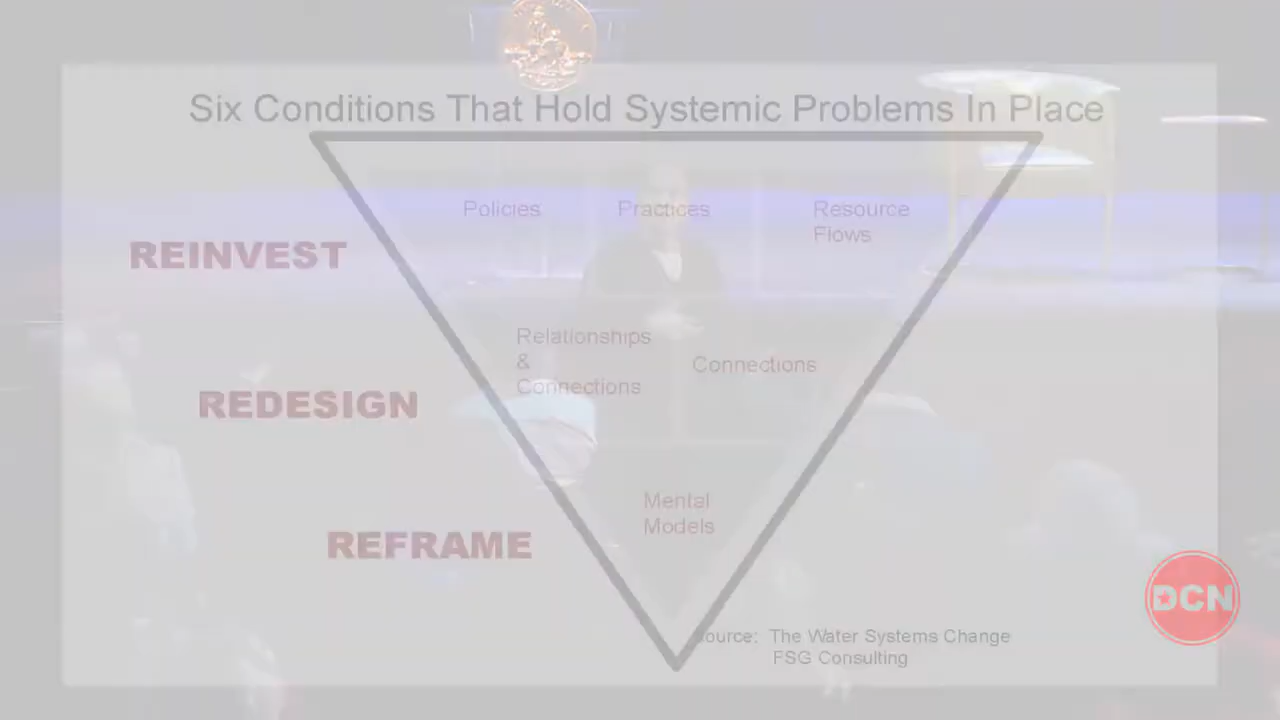 Six Conditions That Hold Systemic Problems In Place
Policies
Practices
Resource
Flows
REINVEST
Relationships
&
Connections
Connections
REDESIGN
Mental
Models
REFRAME
Source: The Water Systems Change
FSG Consulting
DCN